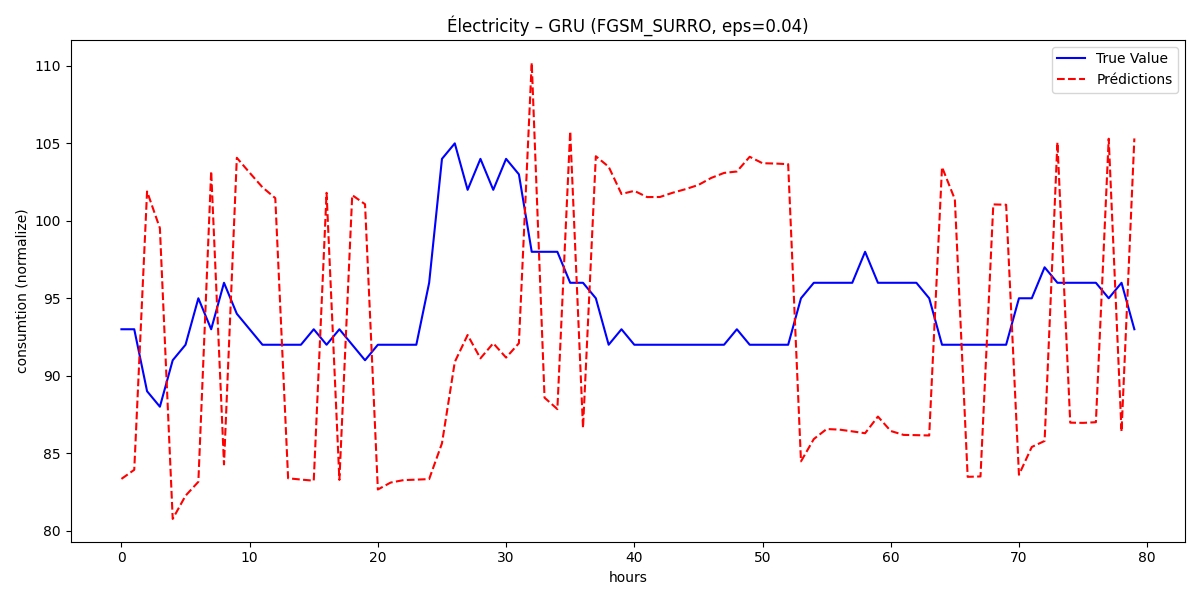 Électricity – GRU (FGSM_SURRO, eps=0.04)
True Value
Prédictions
consumtion (normalize)
110
105
100
95
90
85
80
0 10 20 30 40 50 60 70 80
hours